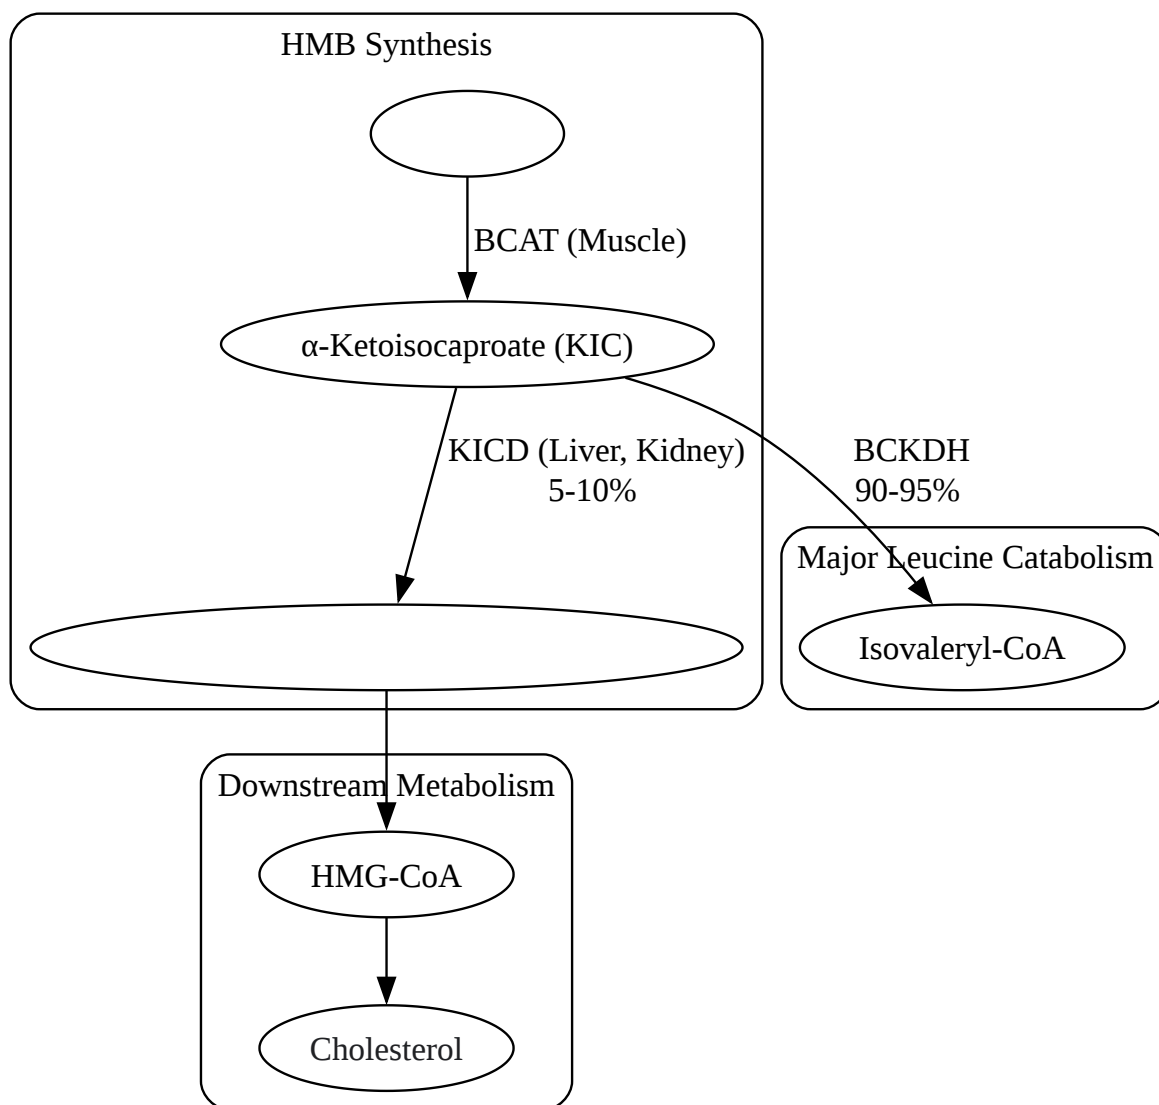 HMB Synthesis
BCAT (Muscle)
α-Ketoisocaproate (KIC)
KICD (Liver, Kidney)
5-10%
BCKDH
90-95%
Major Leucine Catabolism
Isovaleryl-CoA
Downstream Metabolism
HMG-CoA
Cholesterol